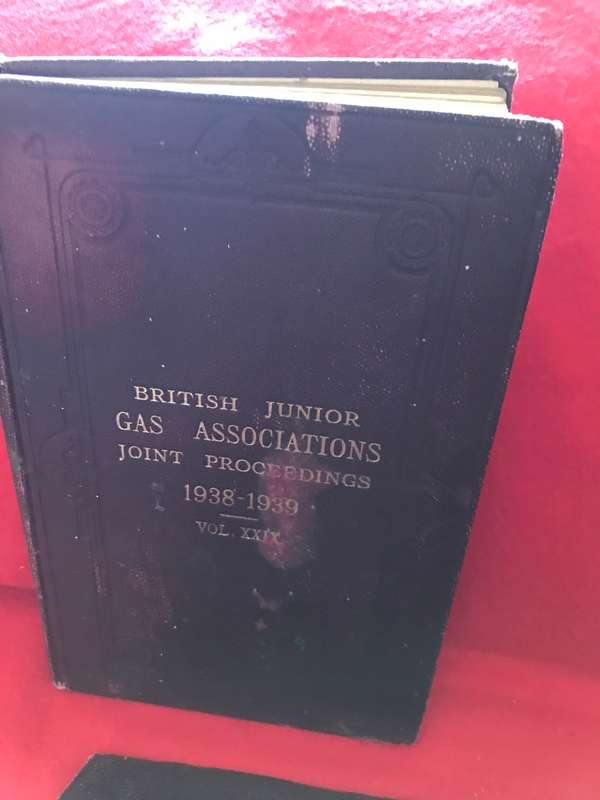 BRITISH JUNIOR
GAS ASSOCIATIONS
JOINT PROCEEDINGS
1938-1939
VOL. XXIX